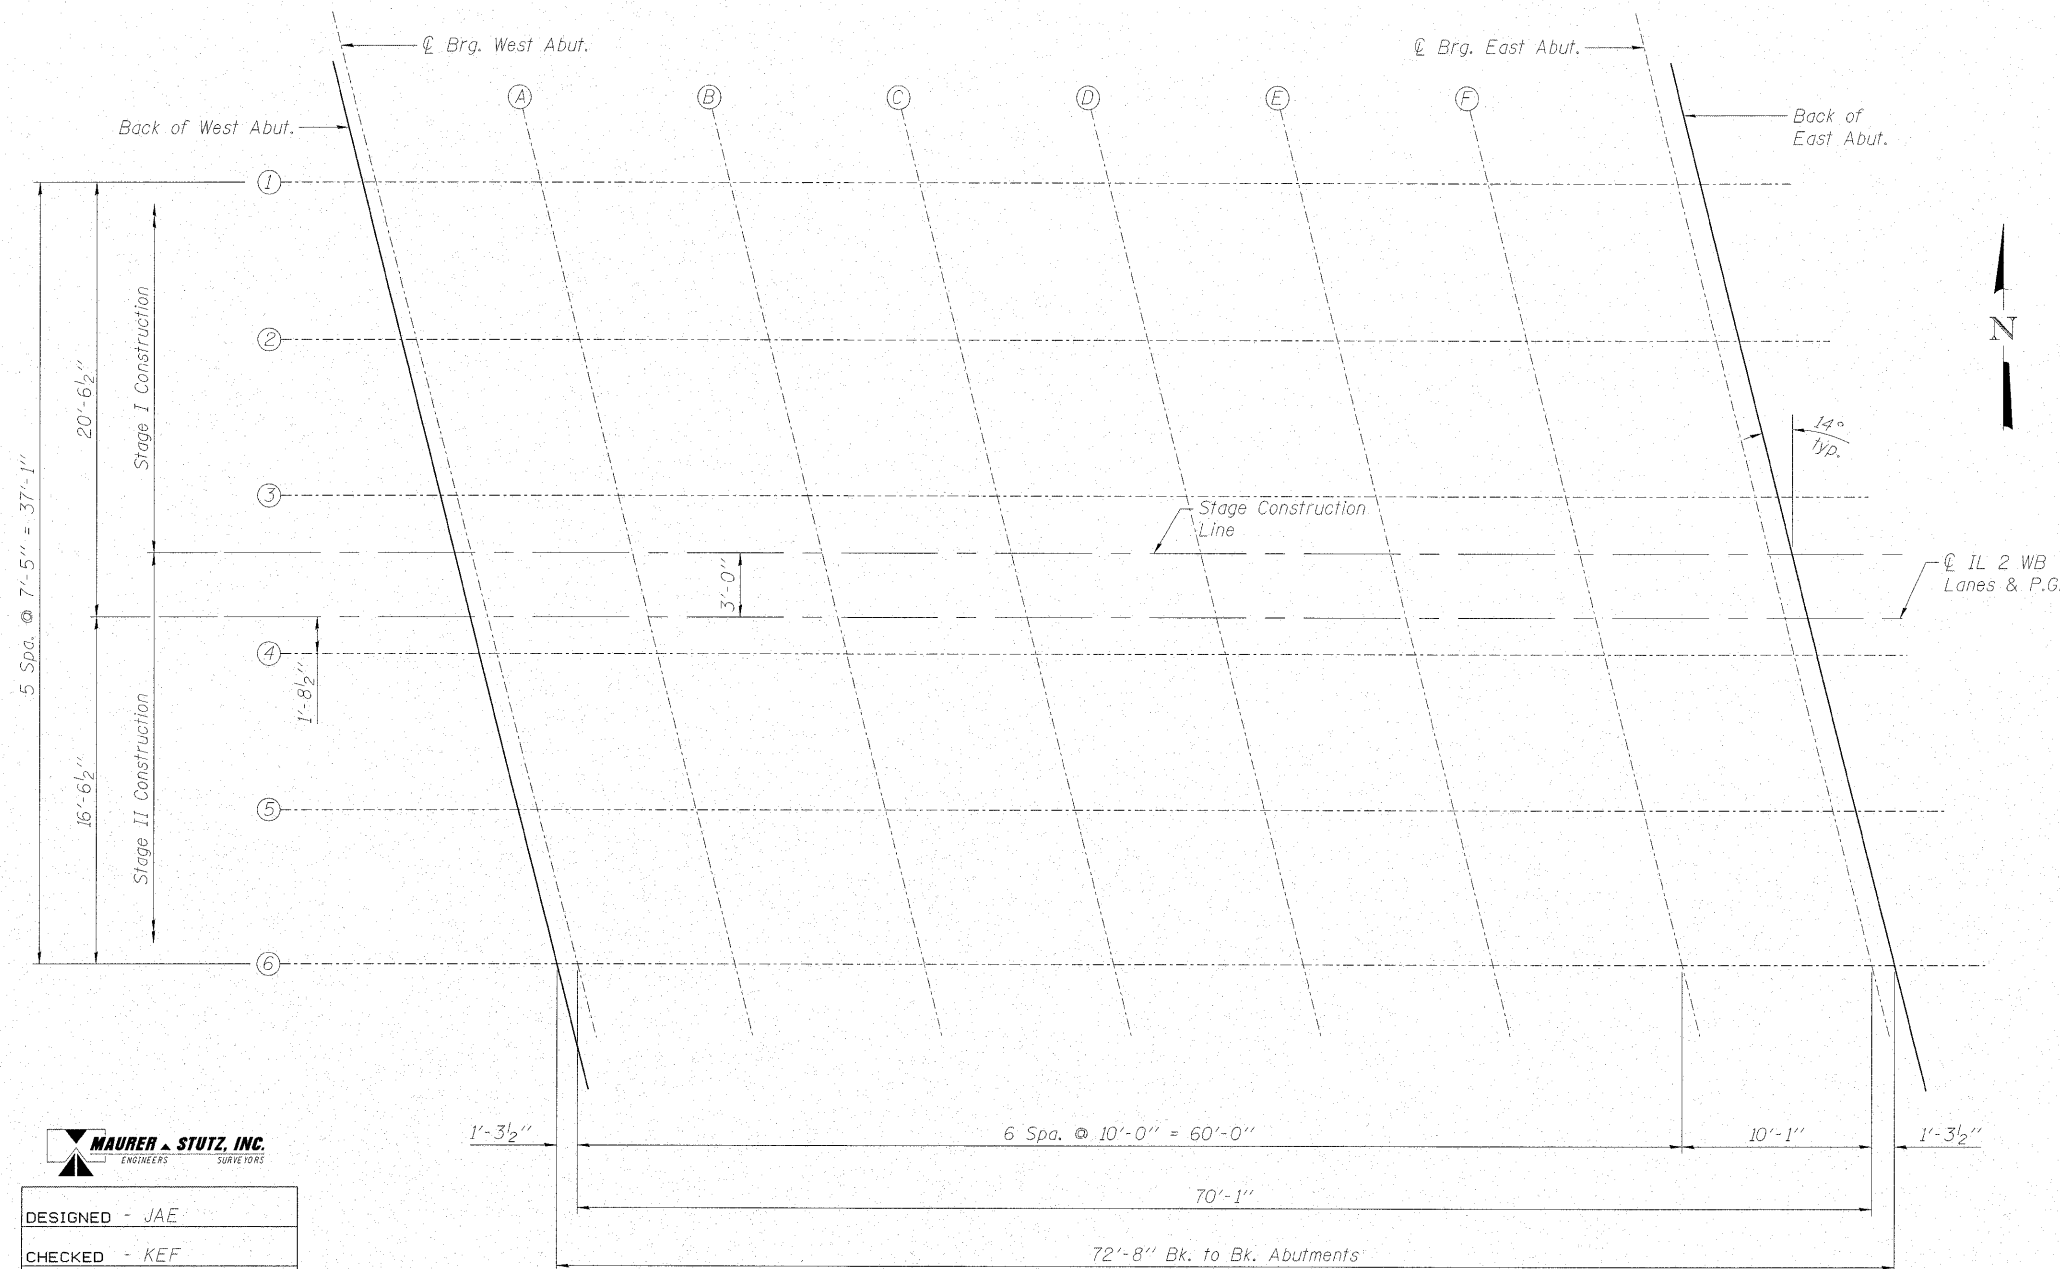 ℄ Brg. West Abut.
℄ Brg. East Abut.
A
B
C
D
E
F
Back of West Abut.
Back of
East Abut.
1
2
3
4
5
6
Stage I Construction
Stage II Construction
5 Spa. @ 7'-5" = 37'-1"
20'-6½"
16'-6½"
N
14°
typ.
Stage Construction
Line
3'-0"
1'-8½"
℄ IL 2 WB
Lanes & P.G.
1'-3½"
6 Spa. @ 10'-0" = 60'-0"
10'-1"
1'-3½"
70'-1"
72'-8" Bk. to Bk. Abutments
MAURER & STUTZ, INC.
ENGINEERS SURVEYORS
DESIGNED - JAE
CHECKED - KEF